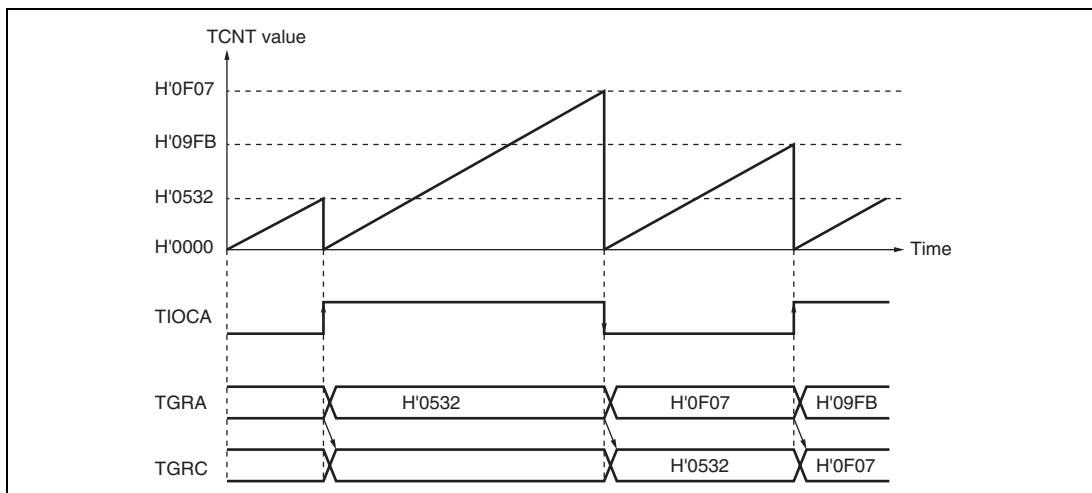 TCNT value
H'0F07
H'09FB
H'0532
H'0000
Time
TIOCA
TGRA H'0532 H'0F07 H'09FB
TGRC H'0532 H'0F07